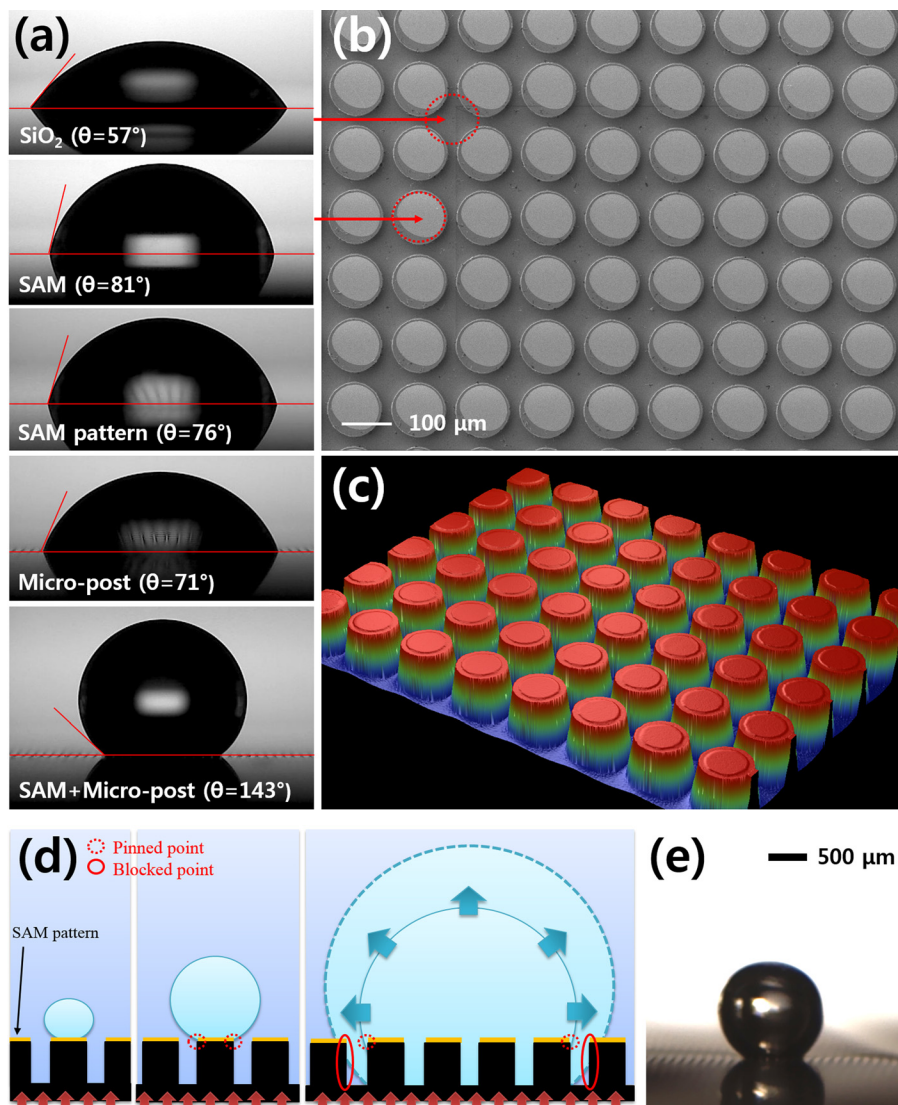 (a)
SiO₂ (θ=57°)
SAM (θ=81°)
SAM pattern (θ=76°)
Micro-post (θ=71°)
SAM+Micro-post (θ=143°)
(b)
100 μm
(c)
(d)
Pinned point
Blocked point
SAM pattern
(e)
500 μm